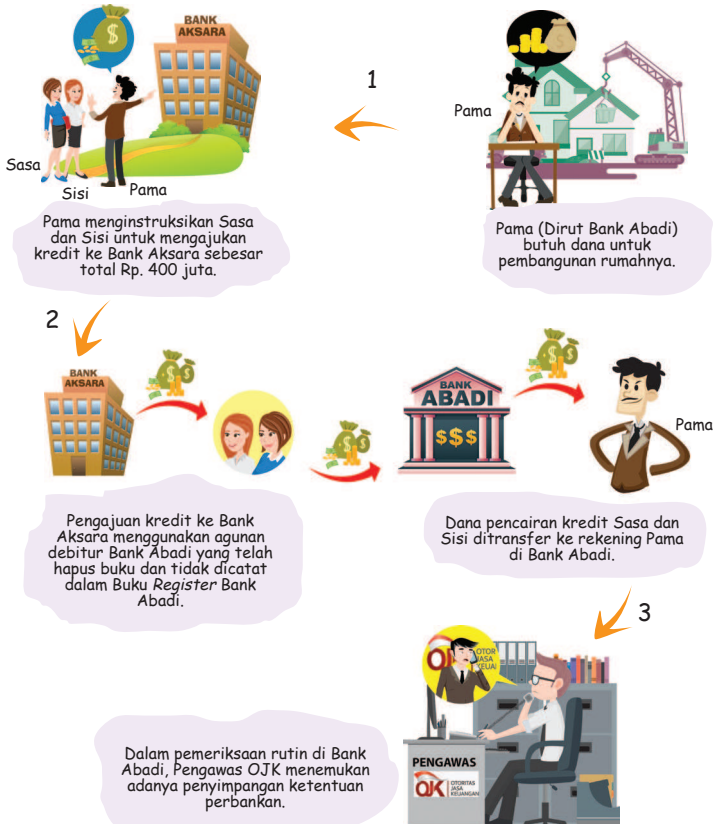 BANK
AKSARA
Sasa
Sisi
Pama
Pama menginstruksikan Sasa
dan Sisi untuk mengajukan
kredit ke Bank Aksara sebesar
total Rp. 400 juta.
1
Pama
Pama (Dirut Bank Abadi)
butuh dana untuk
pembangunan rumahnya.
2
BANK
AKSARA
BANK
ABADI
$$$
Pama
Pengajuan kredit ke Bank
Aksara menggunakan agunan
debitur Bank Abadi yang telah
hapus buku dan tidak dicatat
dalam Buku Register Bank
Abadi.
Dana pencairan kredit Sasa dan
Sisi ditransfer ke rekening Pama
di Bank Abadi.
3
OTOR
JASA
KEUA
Dalam pemeriksaan rutin di Bank
Abadi, Pengawas OJK menemukan
adanya penyimpangan ketentuan
perbankan.
PENGAWAS
OJK
OTORITAS
JASA
KEUANGAN